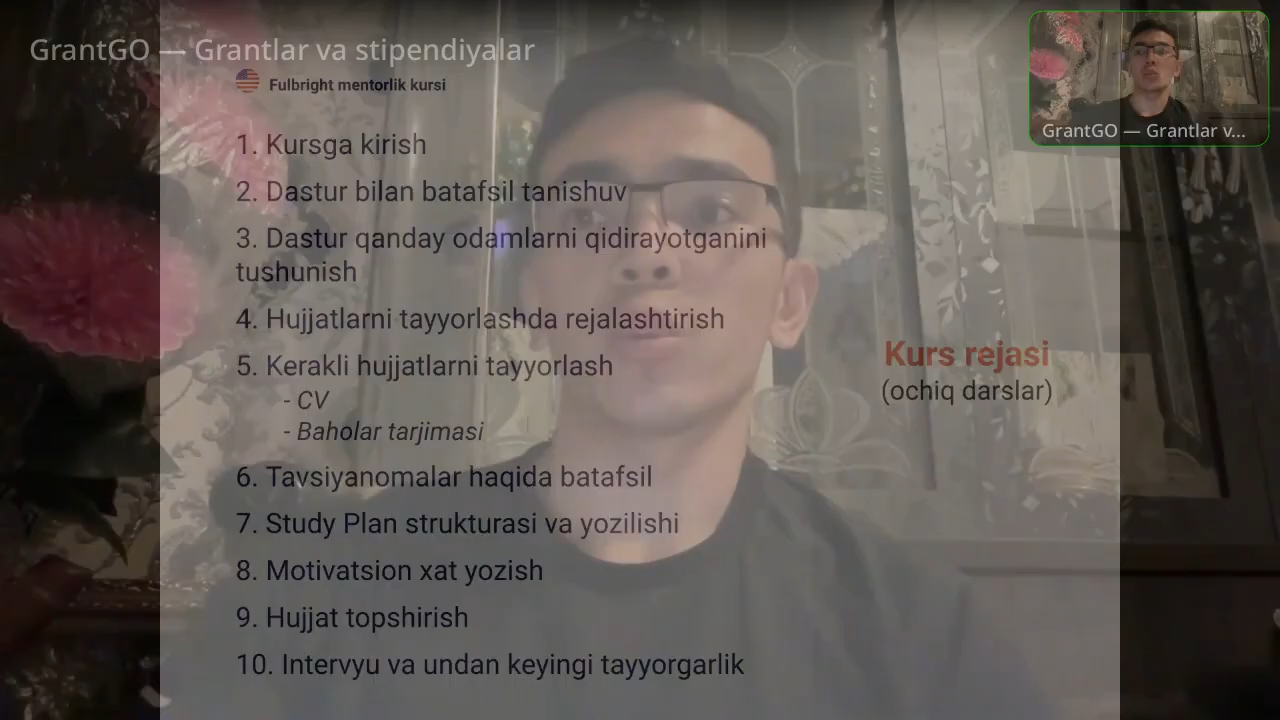 GrantGO — Grantlar va stipendiyalar
Fulbright mentorlik kursi
1. Kursga kirish
2. Dastur bilan batafsil tanishuv
3. Dastur qanday odamlarni qidirayotganini
tushunish
4. Hujjatlarni tayyorlashda rejalashtirish
5. Kerakli hujjatlarni tayyorlash
- CV
- Baholar tarjimasi
6. Tavsiyanomalar haqida batafsil
7. Study Plan strukturasi va yozilishi
8. Motivatsion xat yozish
9. Hujjat topshirish
10. Intervyu va undan keyingi tayyorgarlik
Kurs rejasi
(ochiq darslar)
GrantGO — Grantlar v...